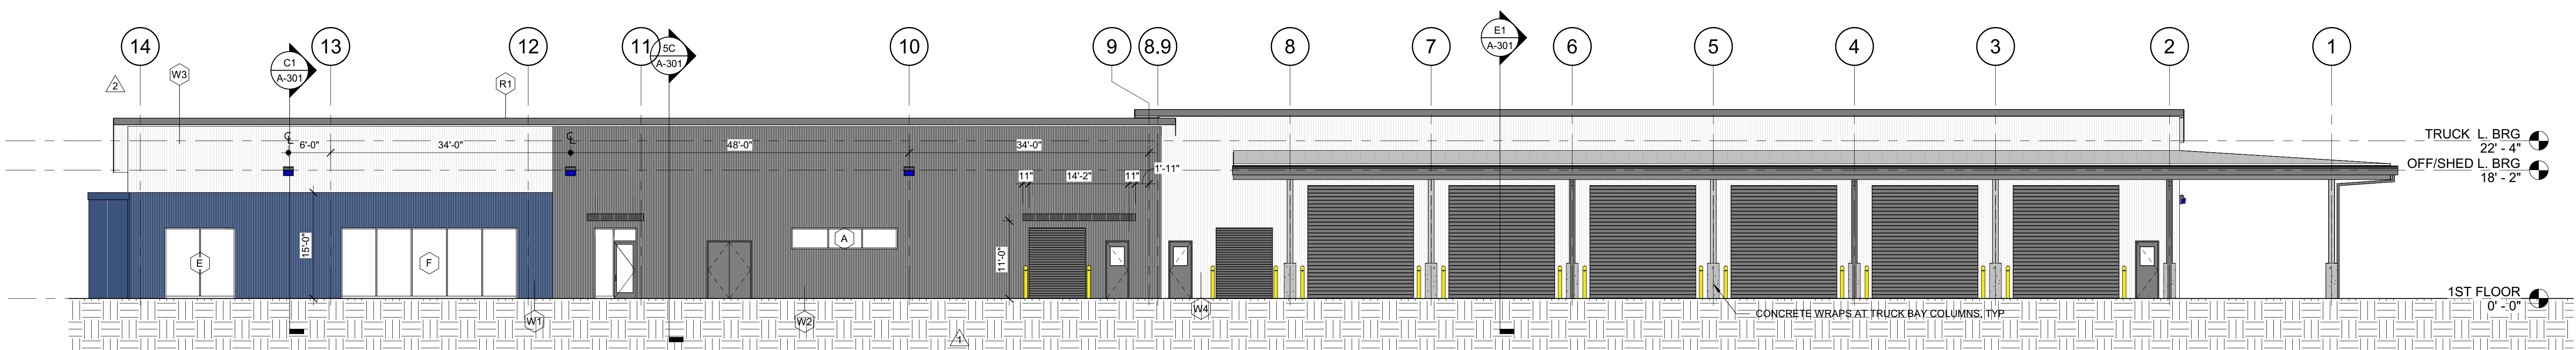 14
13
12
11
10
9
8.9
8
7
6
5
4
3
2
1
C1
A-301
5C
A-301
E1
A-301
2
W3
R1
TRUCK L. BRG
22' - 4"
6'-0"
34'-0"
48'-0"
34'-0"
1'-11"
OFF/SHED L. BRG
18' - 2"
11"
14'-2"
11"
15'-0"
11'-0"
E
F
A
1ST FLOOR
0' - 0"
W1
W2
W4
CONCRETE WRAPS AT TRUCK BAY COLUMNS, TYP
1